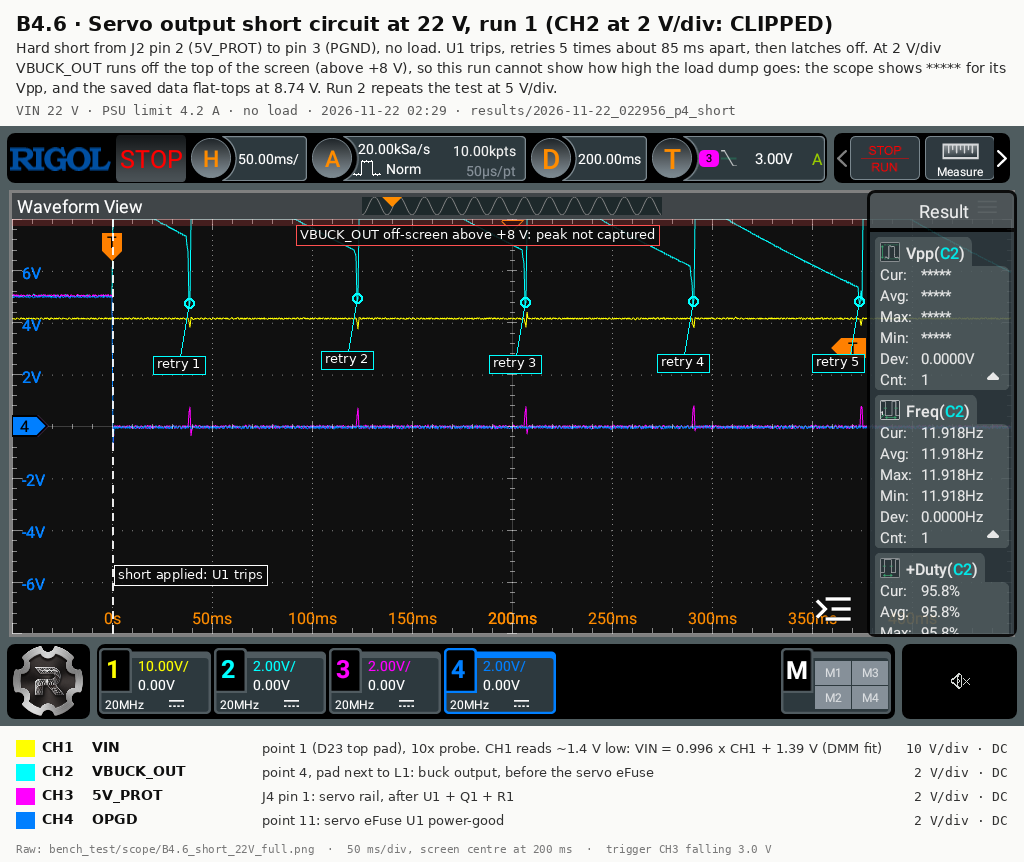 B4.6 · Servo output short circuit at 22 V, run 1 (CH2 at 2 V/div: CLIPPED)
Hard short from J2 pin 2 (5V_PROT) to pin 3 (PGND), no load. U1 trips, retries 5 times about 85 ms apart, then latches off. At 2 V/div
VBUCK_OUT runs off the top of the screen (above +8 V), so this run cannot show how high the load dump goes: the scope shows ***** for its
Vpp, and the saved data flat-tops at 8.74 V. Run 2 repeats the test at 5 V/div.
VIN 22 V · PSU limit 4.2 A · no load · 2026-11-22 02:29 · results/2026-11-22_022956_p4_short
RIGOL STOP H 50.00ms/ A 20.00kSa/s Norm 10.00kpts 50µs/pt D 200.00ms T 3 3.00V A STOP RUN Measure
Waveform View
Result
VBUCK_OUT off-screen above +8 V: peak not captured
T
6V
4V
2V
4
-2V
-4V
-6V
retry 1
retry 2
retry 3
retry 4
retry 5
T
short applied: U1 trips
0s 50ms 100ms 150ms 200ms 250ms 300ms 350ms
Vpp(C2)
Cur: *****
Avg: *****
Max: *****
Min: *****
Dev: 0.0000V
Cnt: 1
Freq(C2)
Cur: 11.918Hz
Avg: 11.918Hz
Max: 11.918Hz
Min: 11.918Hz
Dev: 0.0000Hz
Cnt: 1
+Duty(C2)
Cur: 95.8%
Avg: 95.8%
Max: 95.8%
R
1 10.00V/ 0.00V 20MHz
2 2.00V/ 0.00V 20MHz
3 2.00V/ 0.00V 20MHz
4 2.00V/ 0.00V 20MHz
M M1 M3 M2 M4
CH1 VIN point 1 (D23 top pad), 10x probe. CH1 reads ~1.4 V low: VIN = 0.996 x CH1 + 1.39 V (DMM fit) 10 V/div · DC
CH2 VBUCK_OUT point 4, pad next to L1: buck output, before the servo eFuse 2 V/div · DC
CH3 5V_PROT J4 pin 1: servo rail, after U1 + Q1 + R1 2 V/div · DC
CH4 OPGD point 11: servo eFuse U1 power-good 2 V/div · DC
Raw: bench_test/scope/B4.6_short_22V_full.png · 50 ms/div, screen centre at 200 ms · trigger CH3 falling 3.0 V